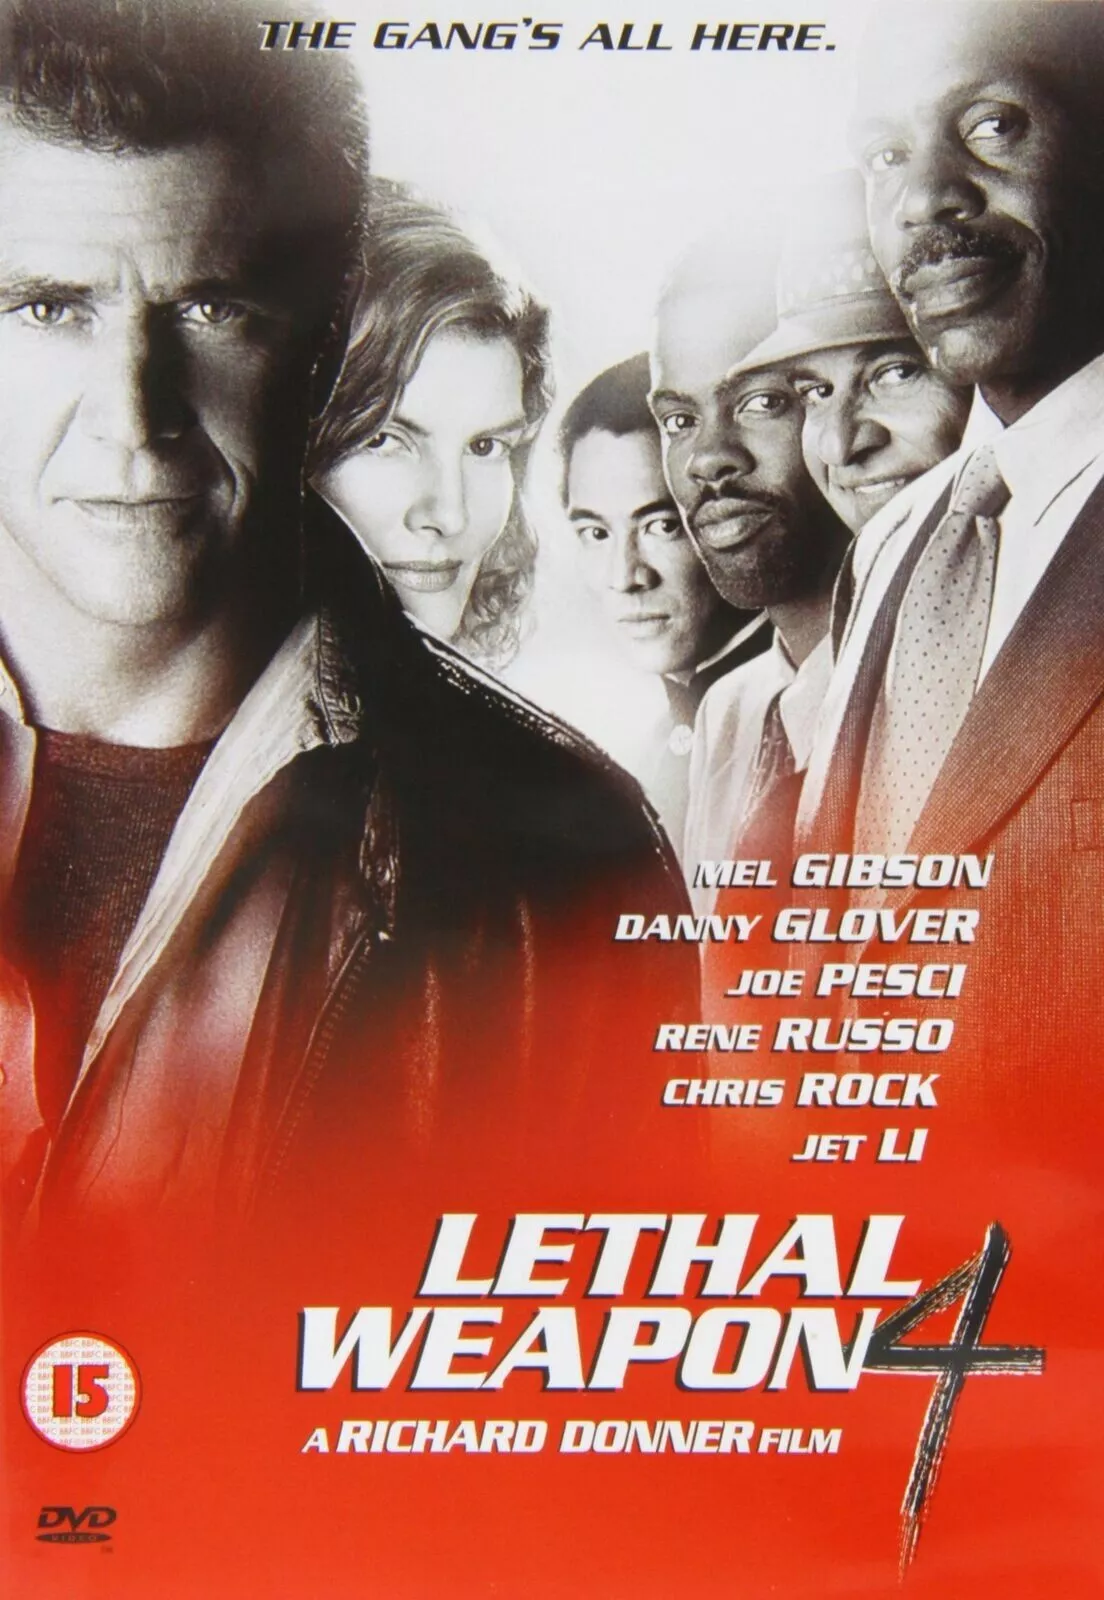 THE GANG'S ALL HERE.
MEL GIBSON
DANNY GLOVER
JOE PESCI
RENE RUSSO
CHRIS ROCK
JET LI
LETHAL
WEAPON 4
A RICHARD DONNER FILM
15
DVD
VIDEO